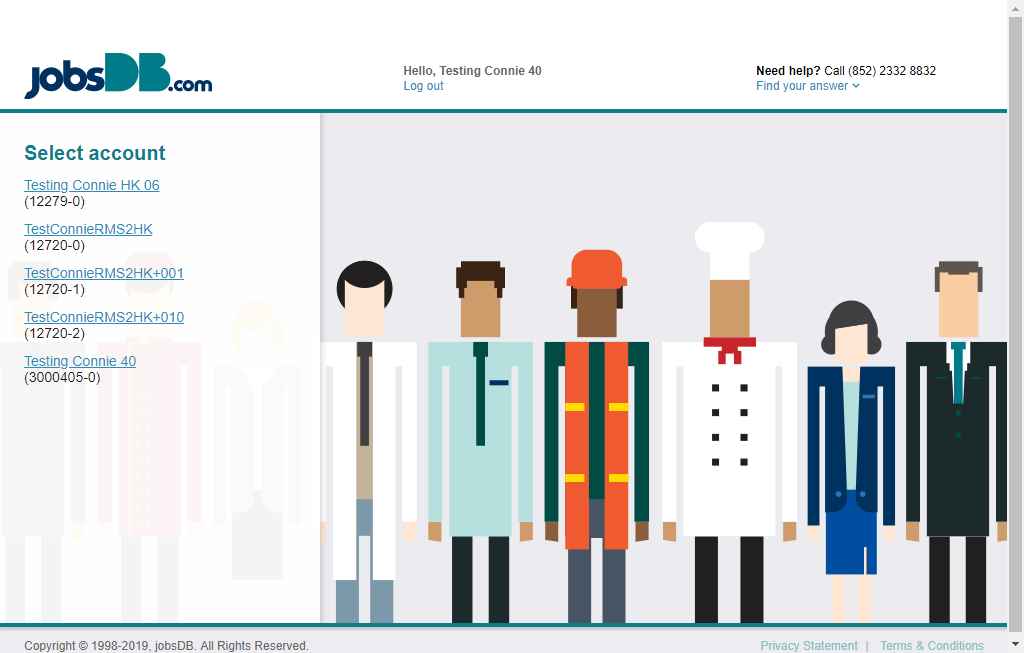 jobsDB.com
Hello, Testing Connie 40
Log out
Need help? Call (852) 2332 8832
Find your answer
Select account
Testing Connie HK 06
(12279-0)
TestConnieRMS2HK
(12720-0)
TestConnieRMS2HK+001
(12720-1)
TestConnieRMS2HK+010
(12720-2)
Testing Connie 40
(3000405-0)
Copyright © 1998-2019, jobsDB. All Rights Reserved.
Privacy Statement | Terms & Conditions